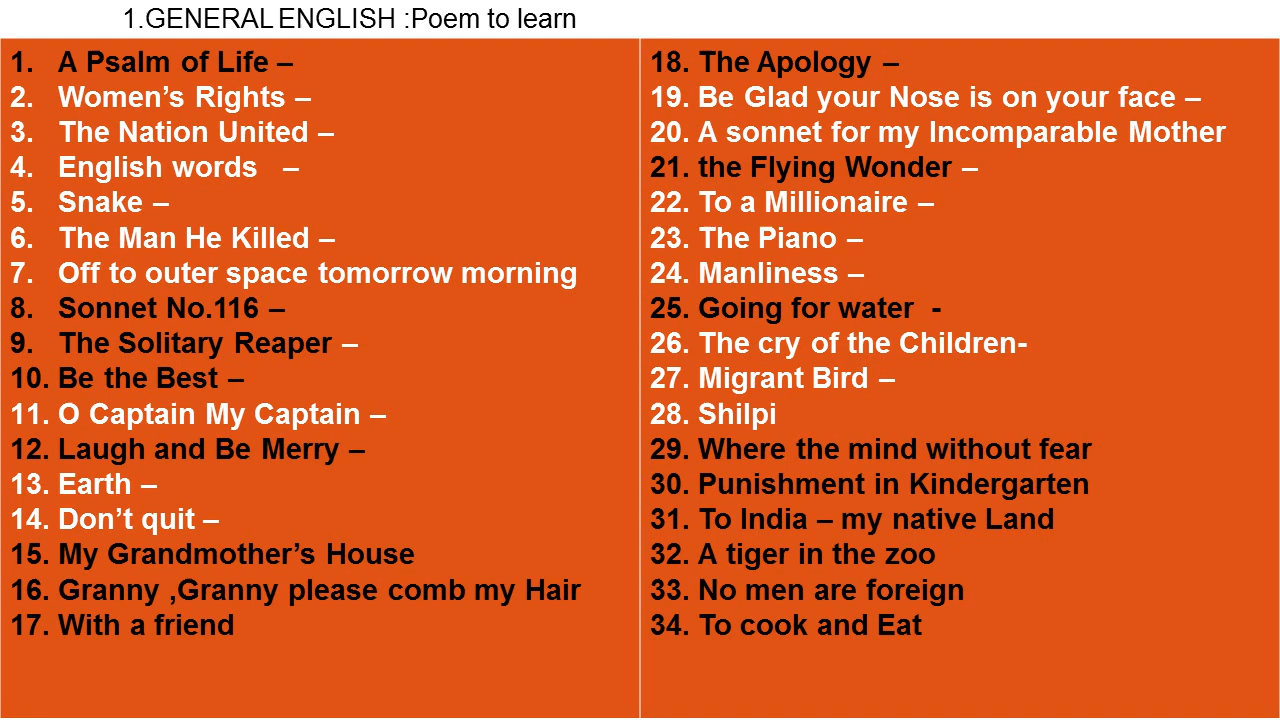 1.GENERAL ENGLISH :Poem to learn
1. A Psalm of Life –
2. Women’s Rights –
3. The Nation United –
4. English words –
5. Snake –
6. The Man He Killed –
7. Off to outer space tomorrow morning
8. Sonnet No.116 –
9. The Solitary Reaper –
10. Be the Best –
11. O Captain My Captain –
12. Laugh and Be Merry –
13. Earth –
14. Don’t quit –
15. My Grandmother’s House
16. Granny ,Granny please comb my Hair
17. With a friend
18. The Apology –
19. Be Glad your Nose is on your face –
20. A sonnet for my Incomparable Mother
21. the Flying Wonder –
22. To a Millionaire –
23. The Piano –
24. Manliness –
25. Going for water -
26. The cry of the Children-
27. Migrant Bird –
28. Shilpi
29. Where the mind without fear
30. Punishment in Kindergarten
31. To India – my native Land
32. A tiger in the zoo
33. No men are foreign
34. To cook and Eat